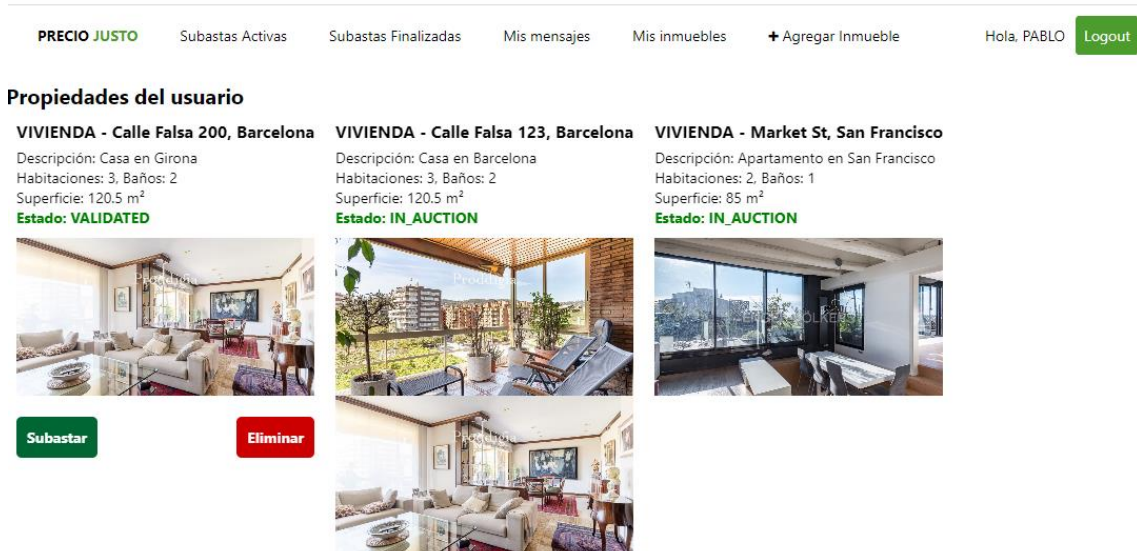 PRECIO JUSTO Subastas Activas Subastas Finalizadas Mis mensajes Mis inmuebles + Agregar Inmueble Hola, PABLO Logout
Propiedades del usuario
VIVIENDA - Calle Falsa 200, Barcelona
Descripción: Casa en Girona
Habitaciones: 3, Baños: 2
Superficie: 120.5 m²
Estado: VALIDATED
Prodigia
Subastar Eliminar
VIVIENDA - Calle Falsa 123, Barcelona
Descripción: Casa en Barcelona
Habitaciones: 3, Baños: 2
Superficie: 120.5 m²
Estado: IN_AUCTION
Prodigia
Prodigia
VIVIENDA - Market St, San Francisco
Descripción: Apartamento en San Francisco
Habitaciones: 2, Baños: 1
Superficie: 85 m²
Estado: IN_AUCTION